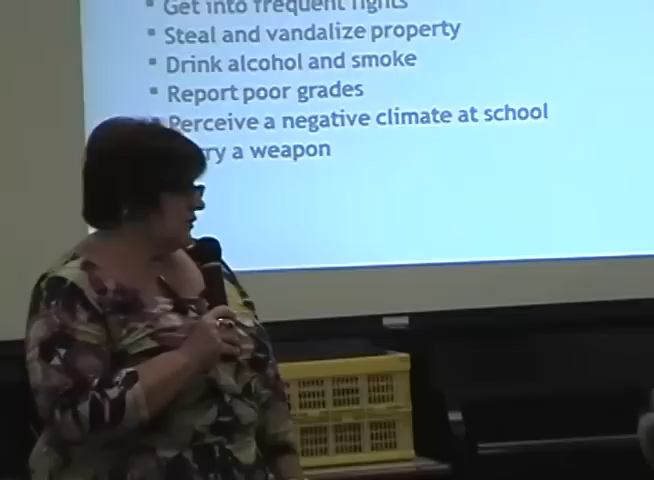 ▪ Get into frequent fights
▪ Steal and vandalize property
▪ Drink alcohol and smoke
▪ Report poor grades
▪ Perceive a negative climate at school
ry a weapon